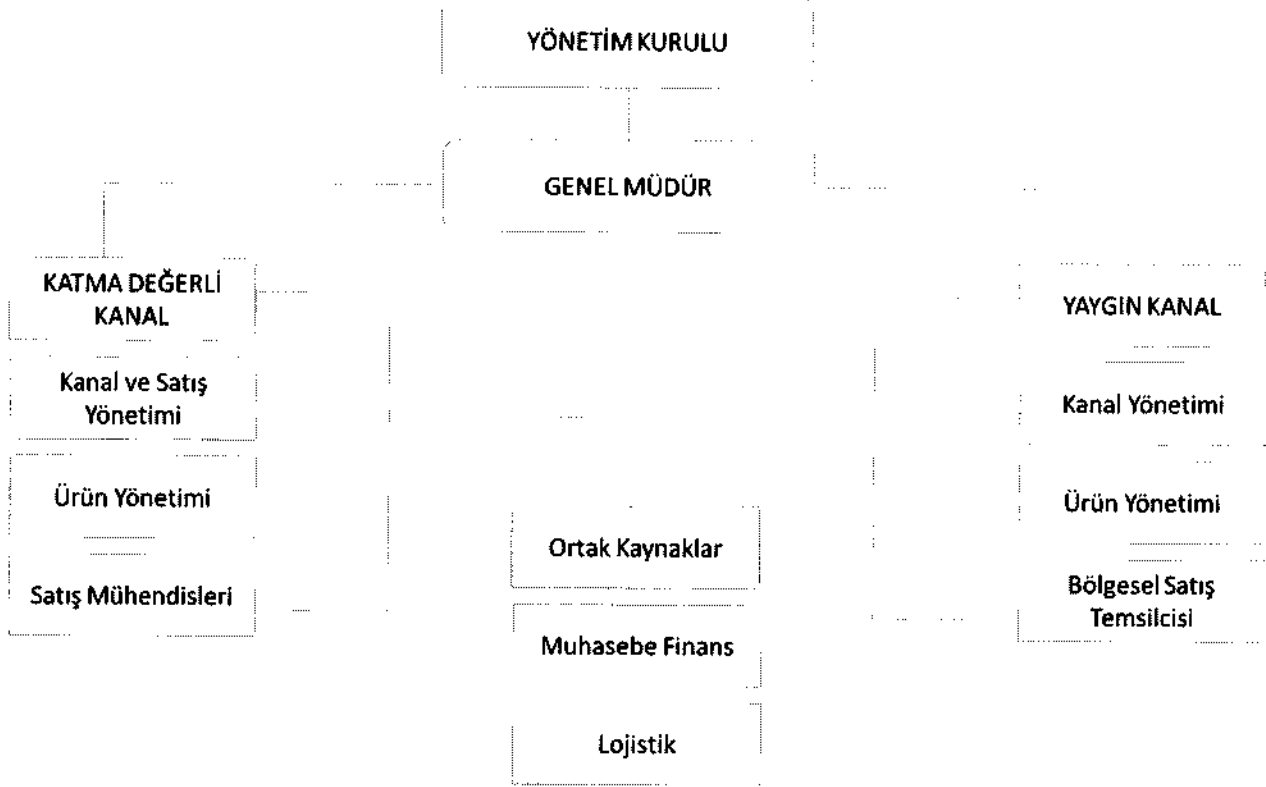 YÖNETİM KURULU
GENEL MÜDÜR
KATMA DEĞERLİ
KANAL
Kanal ve Satış
Yönetimi
Ürün Yönetimi
Satış Mühendisleri
Ortak Kaynaklar
Muhasebe Finans
Lojistik
YAYGIN KANAL
Kanal Yönetimi
Ürün Yönetimi
Bölgesel Satış
Temsilcisi